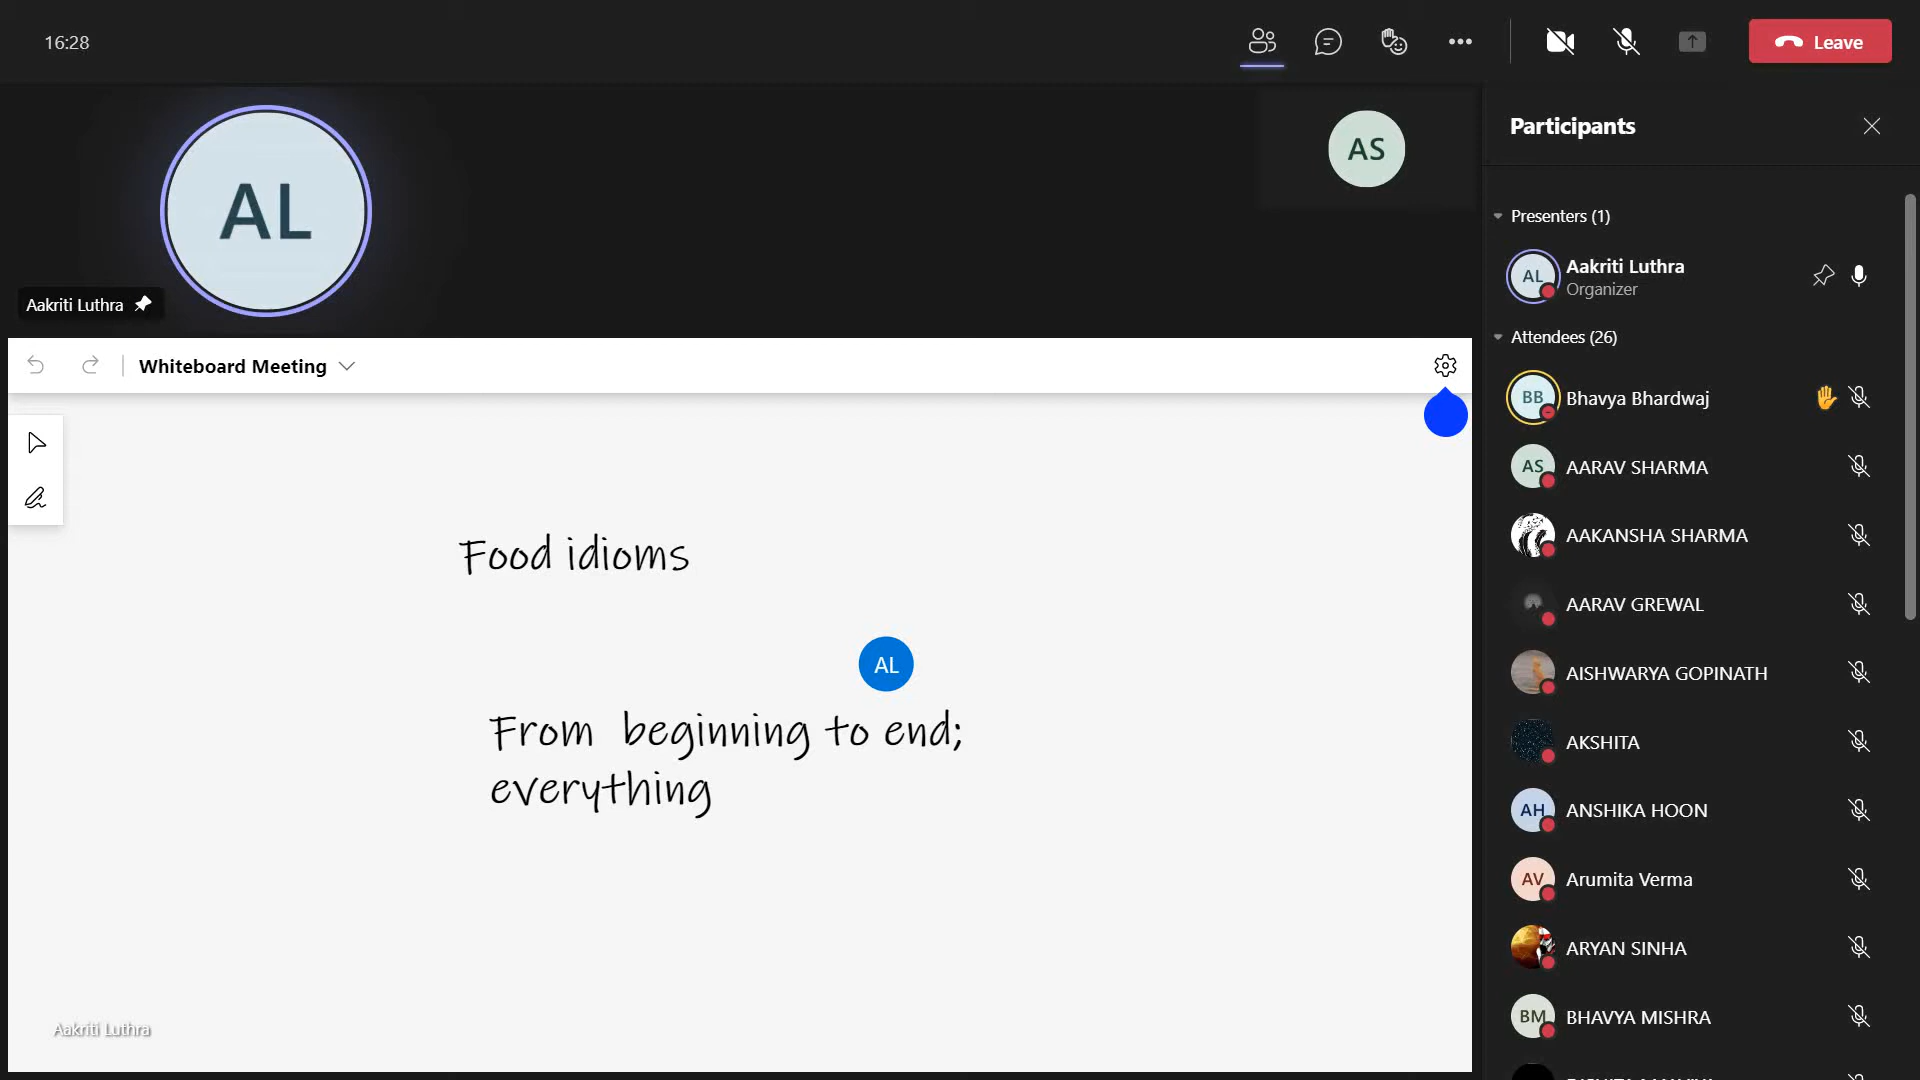 16:28
Leave
AL
AS
Aakriti Luthra
Participants
Presenters (1)
AL
Aakriti Luthra
Organizer
Attendees (26)
BB
Bhavya Bhardwaj
AS
AARAV SHARMA
AAKANSHA SHARMA
AARAV GREWAL
AISHWARYA GOPINATH
AKSHITA
AH
ANSHIKA HOON
AV
Arumita Verma
ARYAN SINHA
BM
BHAVYA MISHRA
Whiteboard Meeting
Food idioms
AL
From beginning to end;
everything
Aakriti Luthra